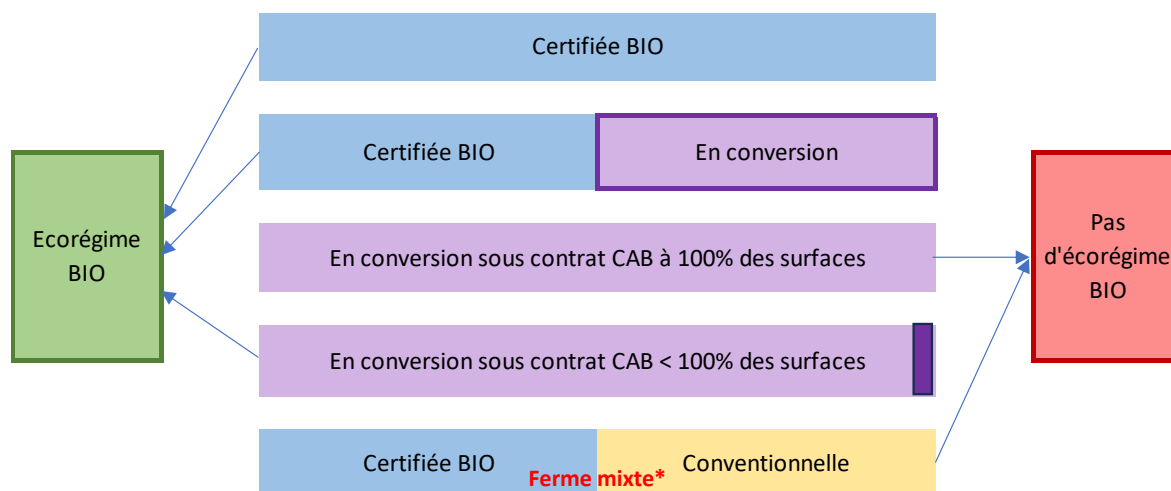 Certifiée BIO
Certifiée BIO
En conversion
Ecorégime
BIO
En conversion sous contrat CAB à 100% des surfaces
Pas
d'écorégime
BIO
En conversion sous contrat CAB < 100% des surfaces
Certifiée BIO
Conventionnelle
Ferme mixte*